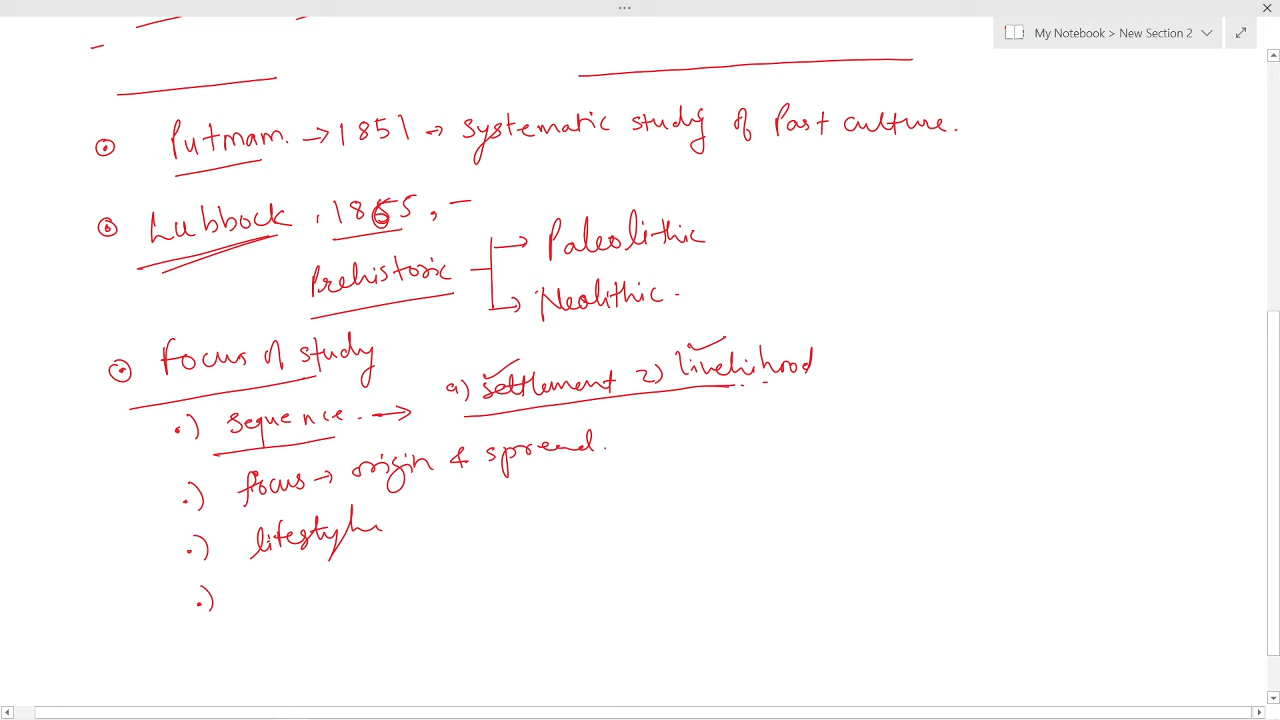 My Notebook > New Section 2
Putmam. → 1851 → Systematic study of Past culture.
Lubbock, 1865, –
Prehistoric → Paleolithic
→ Neolithic.
Focus of study
.) Sequence. → a) settlement 2) livelihood
.) focus → origin & spread.
.) lifestyle
.)